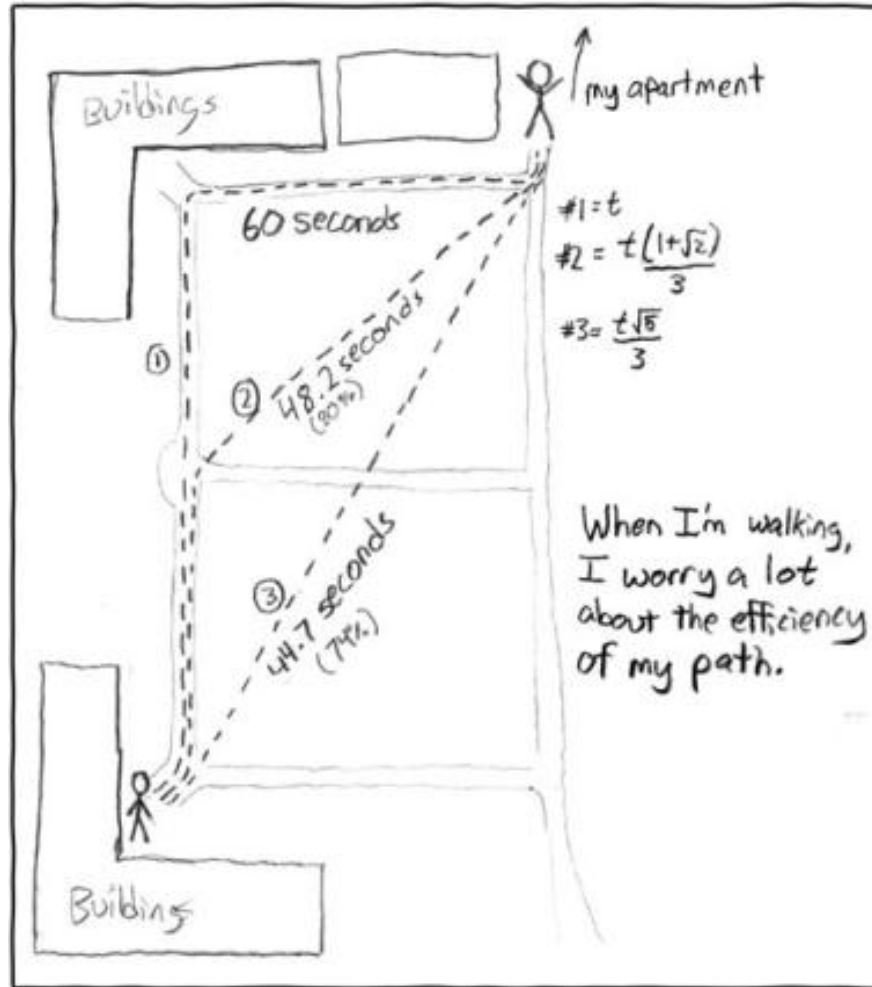 Buildings
my apartment
60 seconds
#1 = t
#2 = t(1+√2)/3
#3 = t√5/3
①
②
48.2 seconds
(80%)
③
44.7 seconds
(74%)
When I'm walking,
I worry a lot
about the efficiency
of my path.
Buildings